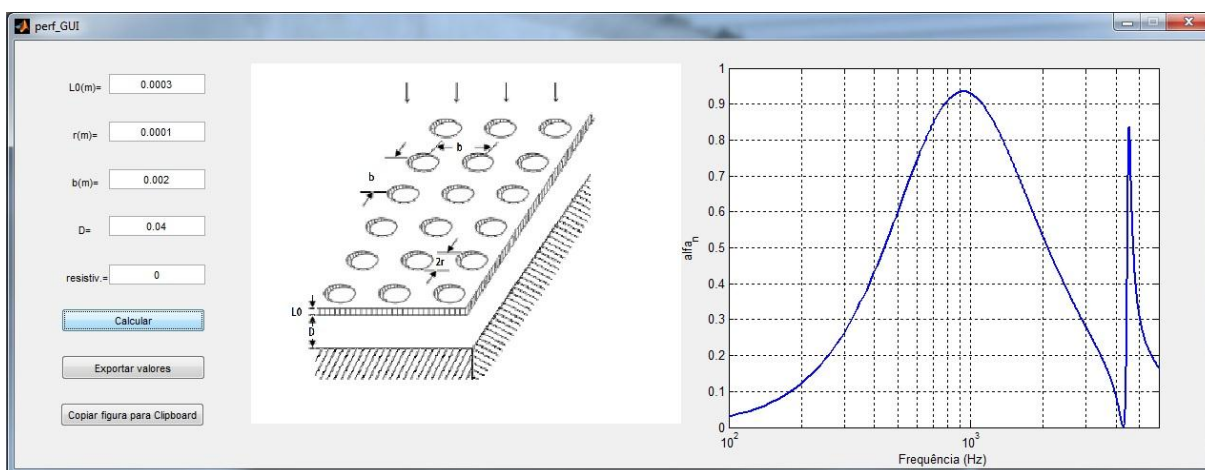 perf_GUI
L0(m)= 0.0003
r(m)= 0.0001
b(m)= 0.002
D= 0.04
resistiv.= 0
Calcular
Exportar valores
Copiar figura para Clipboard
b
b
2r
L0
D
1
0.9
0.8
0.7
0.6
0.5
0.4
0.3
0.2
0.1
0
alfa_n
10^2
10^3
Frequência (Hz)